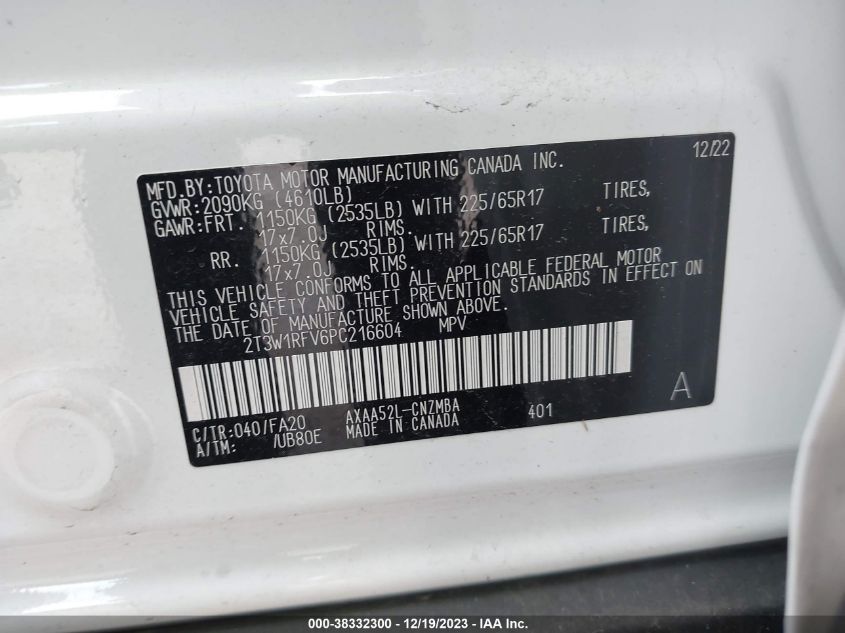 MFD.BY:TOYOTA MOTOR MANUFACTURING CANADA INC. 12/22
GVWR:2090KG (4610LB)
GAWR:FRT. 1150KG (2535LB) WITH 225/65R17 TIRES,
17x7.0J RIMS.
RR. 1150KG (2535LB) WITH 225/65R17 TIRES,
17x7.0J RIMS.
THIS VEHICLE CONFORMS TO ALL APPLICABLE FEDERAL MOTOR
VEHICLE SAFETY AND THEFT PREVENTION STANDARDS IN EFFECT ON
THE DATE OF MANUFACTURE SHOWN ABOVE.
2T3W1RFV6PC216604 MPV
C/TR:040/FA20 AXAA52L-CNZMBA 401 A
A/TM: /UB80E MADE IN CANADA
000-38332300 - 12/19/2023 - IAA Inc.